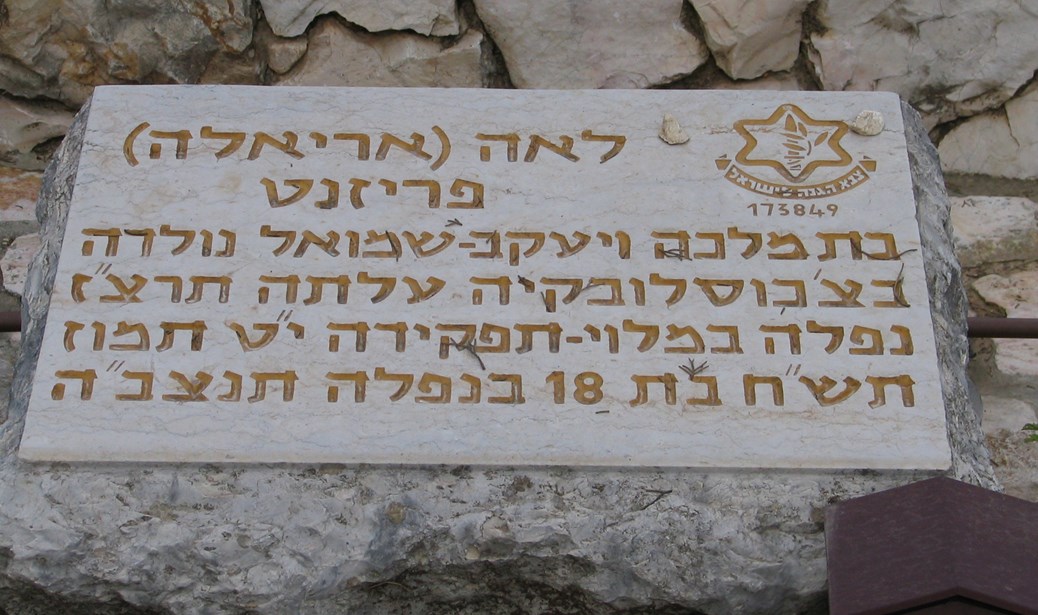 לאה (אריאלה)
פריזנט
צבא הגנה לישראל
173849
בת מלכה ויעקב-שמואל נולדה
בצ'כוסלובקיה עלתה תרצ"ז
נפלה במלוי-תפקידה י"ט תמוז
תש"ח בת 18 בנפלה תנצב"ה